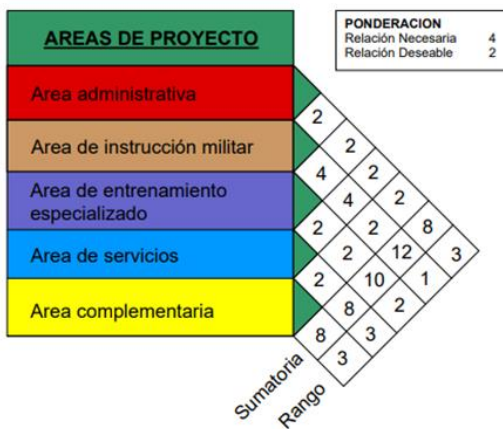 AREAS DE PROYECTO
PONDERACION
Relación Necesaria 4
Relación Deseable 2
Area administrativa
Area de instrucción militar
Area de entrenamiento
especializado
Area de servicios
Area complementaria
2
2
4 2
4 2
2 2 8
2 12 3
2 10 1
8 2
8 3
3
Sumatoria
Rango